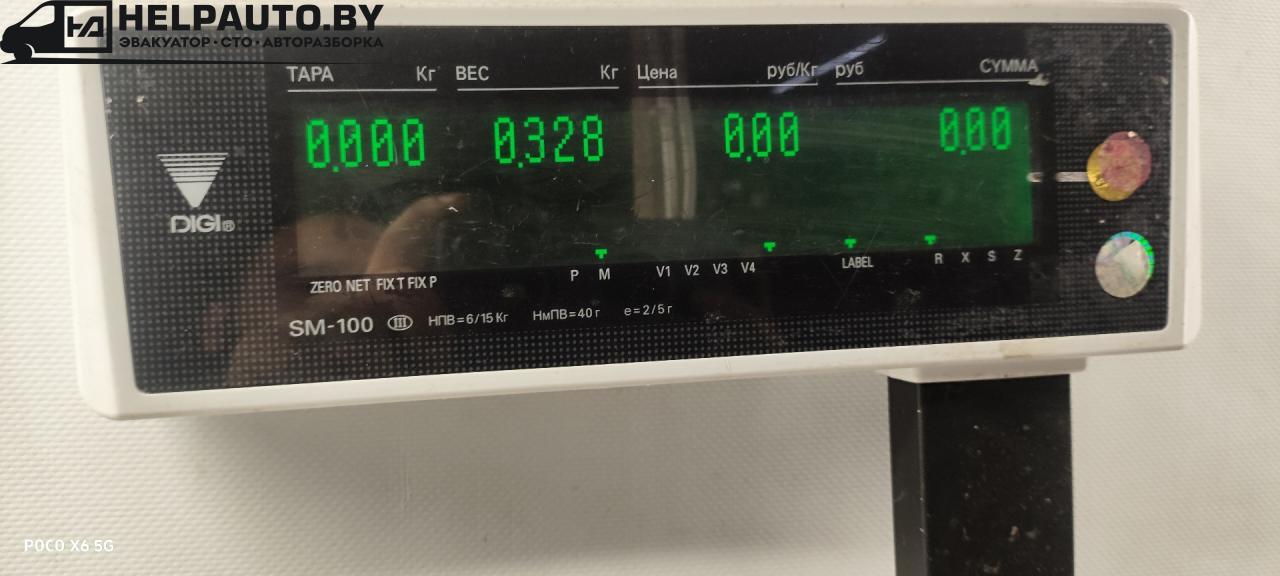 HELPAUTO.BY
ЭВАКУАТОР·СТО·АВТОРАЗБОРКА
ТАРА Кг ВЕС Кг Цена руб/Кг руб СУММА
0.000 0.328 0.00 0.00
DIGI®
P M V1 V2 V3 V4 LABEL R X S Z
ZERO NET FIX T FIX P
SM-100 III НПВ=6/15 Кг НмПВ=40 г e=2/5 г
POCO X6 5G